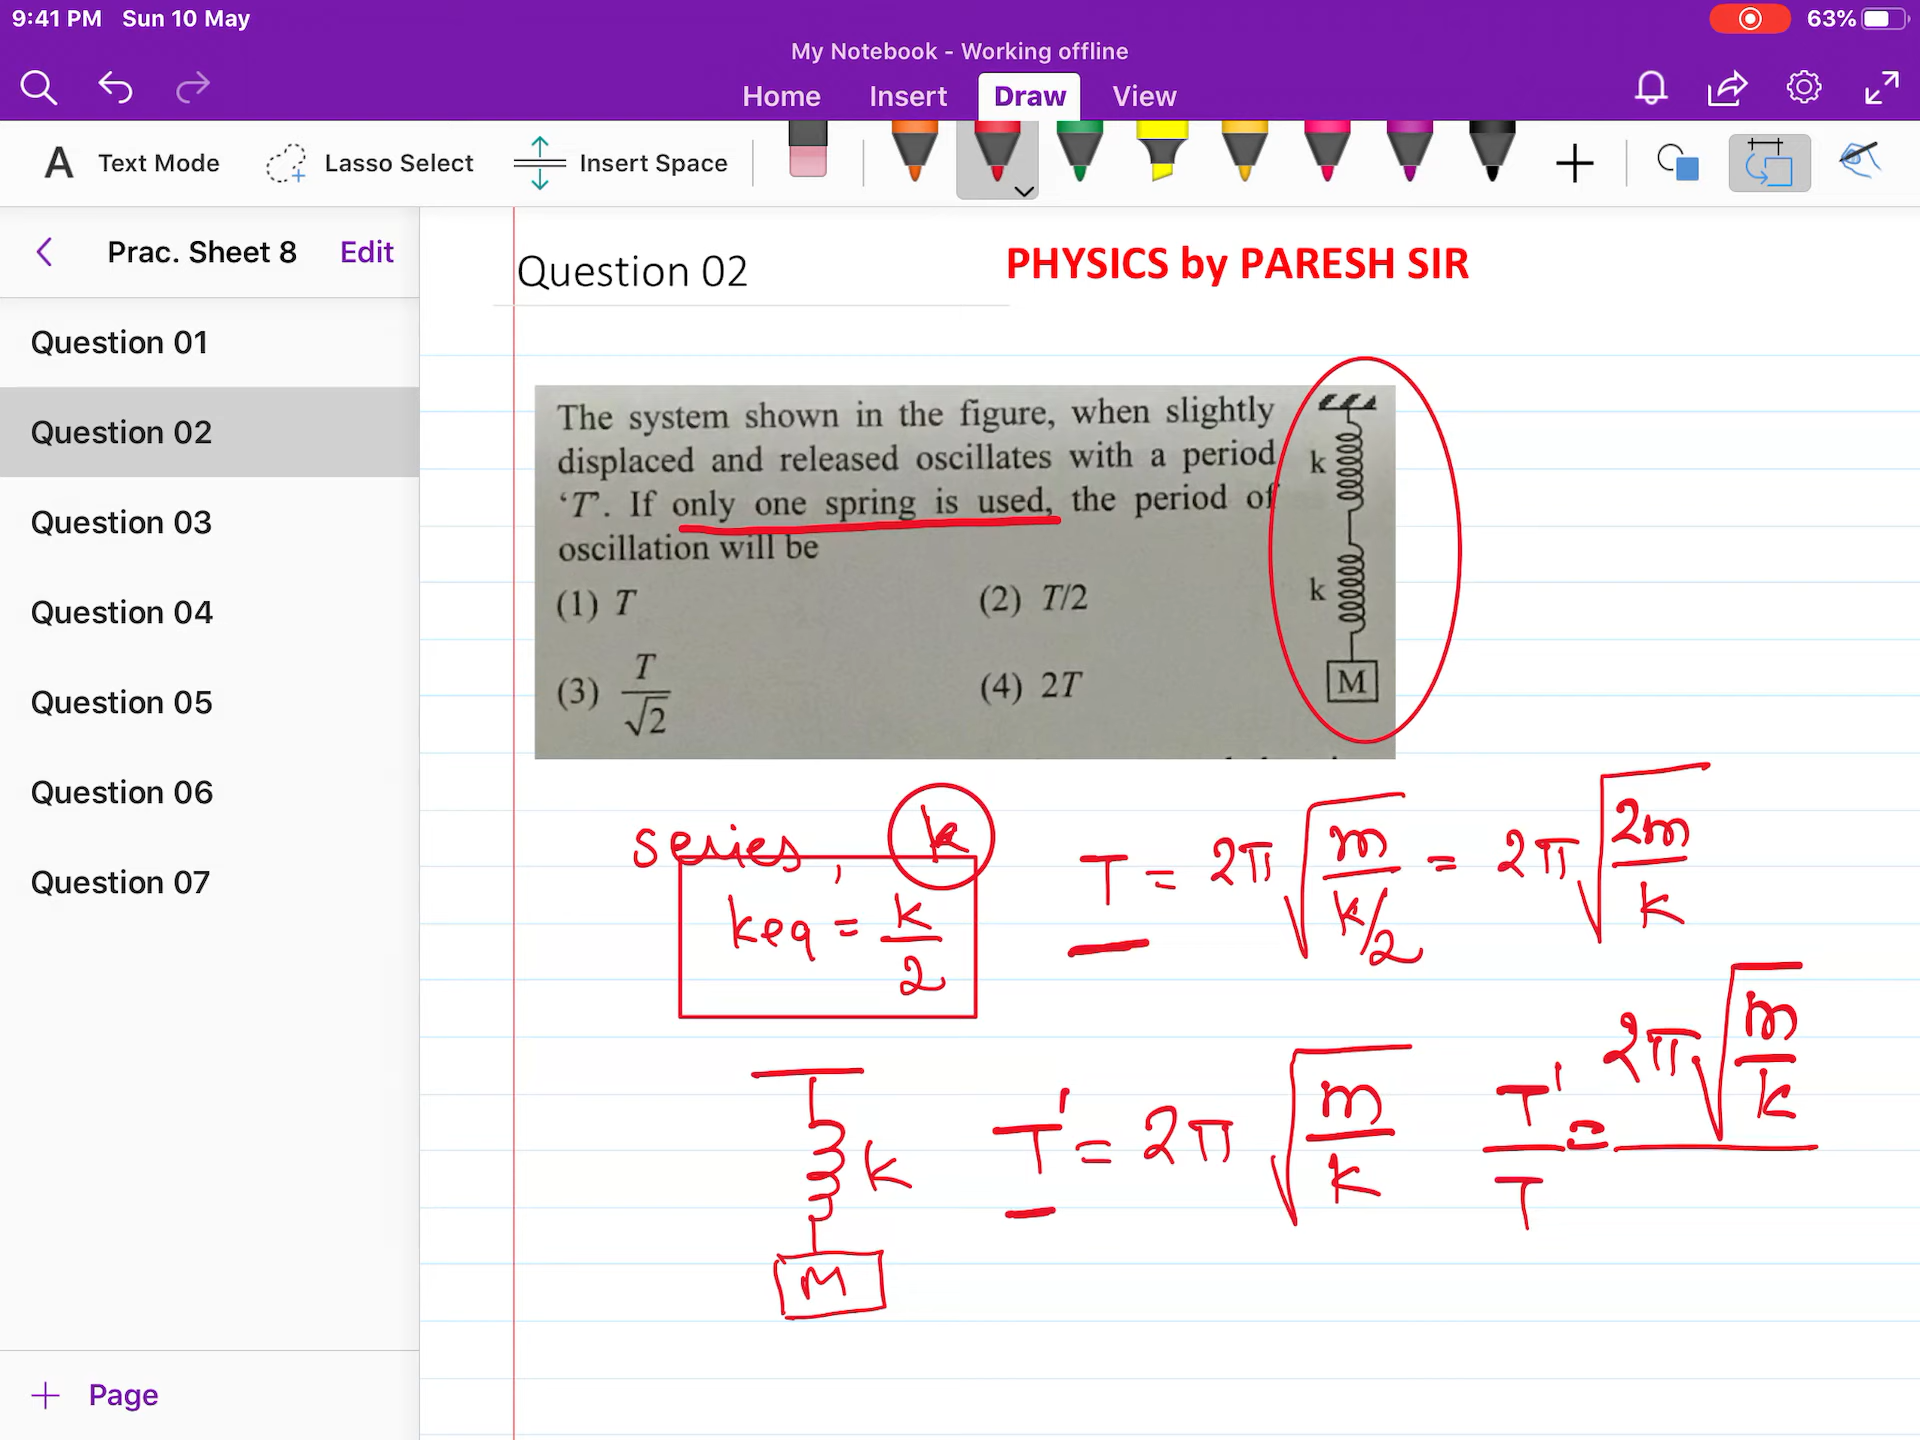 9:41 PM Sun 10 May
63%
My Notebook - Working offline
Home Insert Draw View
A Text Mode Lasso Select Insert Space
Prac. Sheet 8 Edit
Question 01
Question 02
Question 03
Question 04
Question 05
Question 06
Question 07
+ Page
Question 02
PHYSICS by PARESH SIR
The system shown in the figure, when slightly
displaced and released oscillates with a period
‘T’. If only one spring is used, the period of
oscillation will be
(1) T (2) T/2
(3) T/√2 (4) 2T
k
k
M
series, k
keq = k/2
T = 2π √(m/(k/2)) = 2π √(2m/k)
k
M
T' = 2π √(m/k)
T'/T = 2π √(m/k)